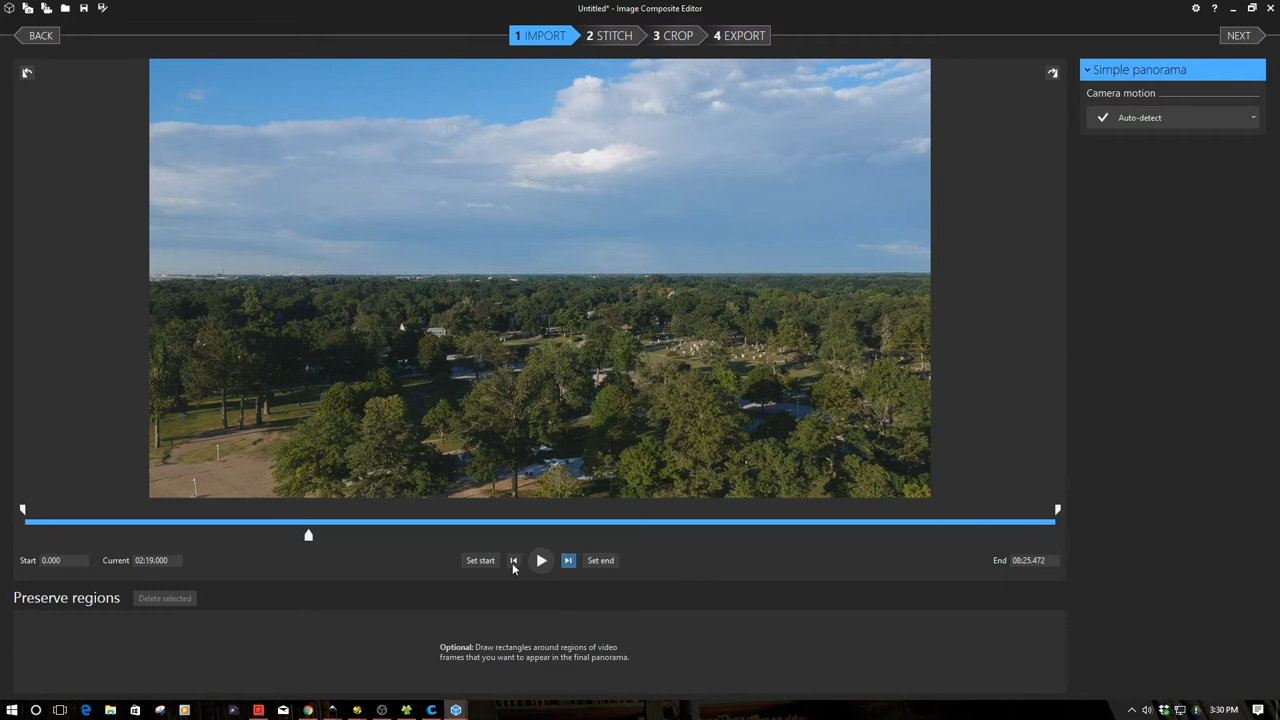 Untitled* - Image Composite Editor
BACK
1 IMPORT
2 STITCH
3 CROP
4 EXPORT
NEXT
Simple panorama
Camera motion
Auto-detect
Start 0.000
Current 02:19.000
Set start
Set end
End 08:25.472
Preserve regions
Delete selected
Optional: Draw rectangles around regions of video
frames that you want to appear in the final panorama.
3:30 PM